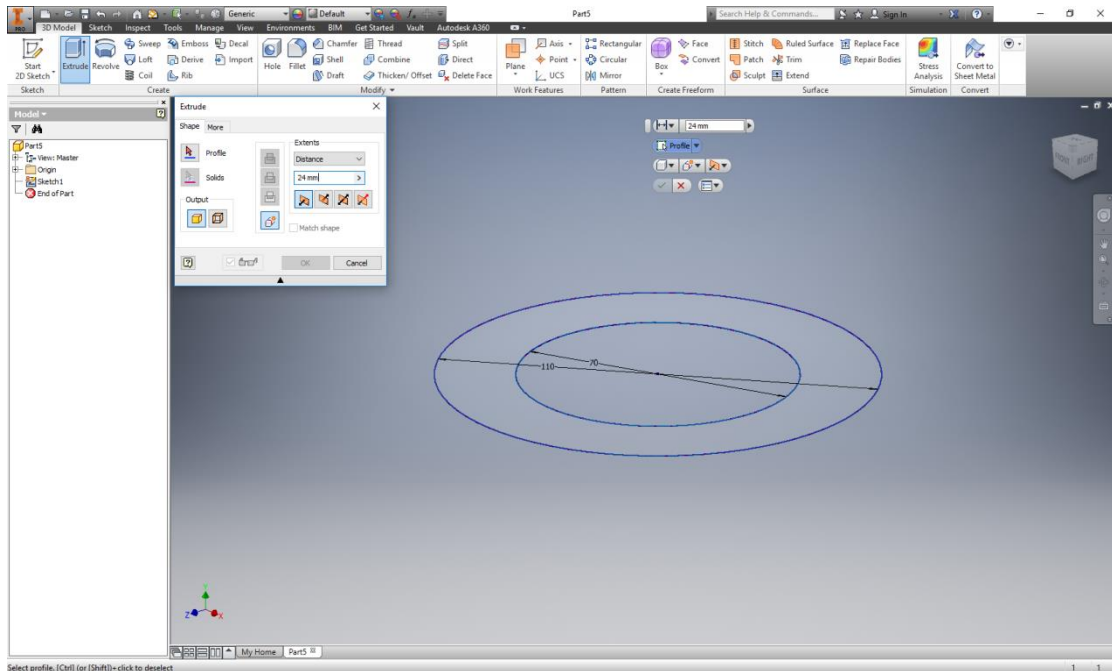 PRO
Generic
Default
Part5
Search Help & Commands...
Sign In
3D Model Sketch Inspect Tools Manage View Environments BIM Get Started Vault Autodesk A360
Start
2D Sketch
Extrude
Revolve
Sweep
Loft
Coil
Emboss
Derive
Rib
Decal
Import
Hole
Fillet
Chamfer
Shell
Draft
Thread
Combine
Thicken/ Offset
Split
Direct
Delete Face
Plane
Axis
Point
UCS
Rectangular
Circular
Mirror
Box
Face
Convert
Stitch
Patch
Sculpt
Ruled Surface
Trim
Extend
Replace Face
Repair Bodies
Stress
Analysis
Convert to
Sheet Metal
Sketch Create Modify Work Features Pattern Create Freeform Surface Simulation Convert
Model
Part5
View: Master
Origin
Sketch1
End of Part
Extrude
Shape More
Profile
Solids
Output
Extents
Distance
24 mm
Match shape
OK Cancel
24 mm
Profile
FRONT RIGHT
110
70
Y
Z
X
My Home Part5
Select profile, [Ctrl] (or [Shift])+click to deselect
1 1